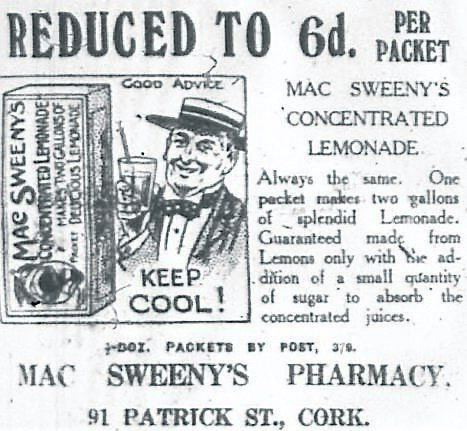 REDUCED TO 6d. PER PACKET
GOOD ADVICE
MAC SWEENY'S
CONCENTRATED LEMONADE
MAKES TWO GALLONS OF
DELICIOUS LEMONADE
PACKET
KEEP
COOL!
MAC SWEENY'S
CONCENTRATED
LEMONADE
Always the same. One
packet makes two gallons
of splendid Lemonade.
Guaranteed made from
Lemons only with the ad-
dition of a small quantity
of sugar to absorb the
concentrated juices.
½-DOZ. PACKETS BY POST, 3/9.
MAC SWEENY'S PHARMACY,
91 PATRICK ST., CORK.